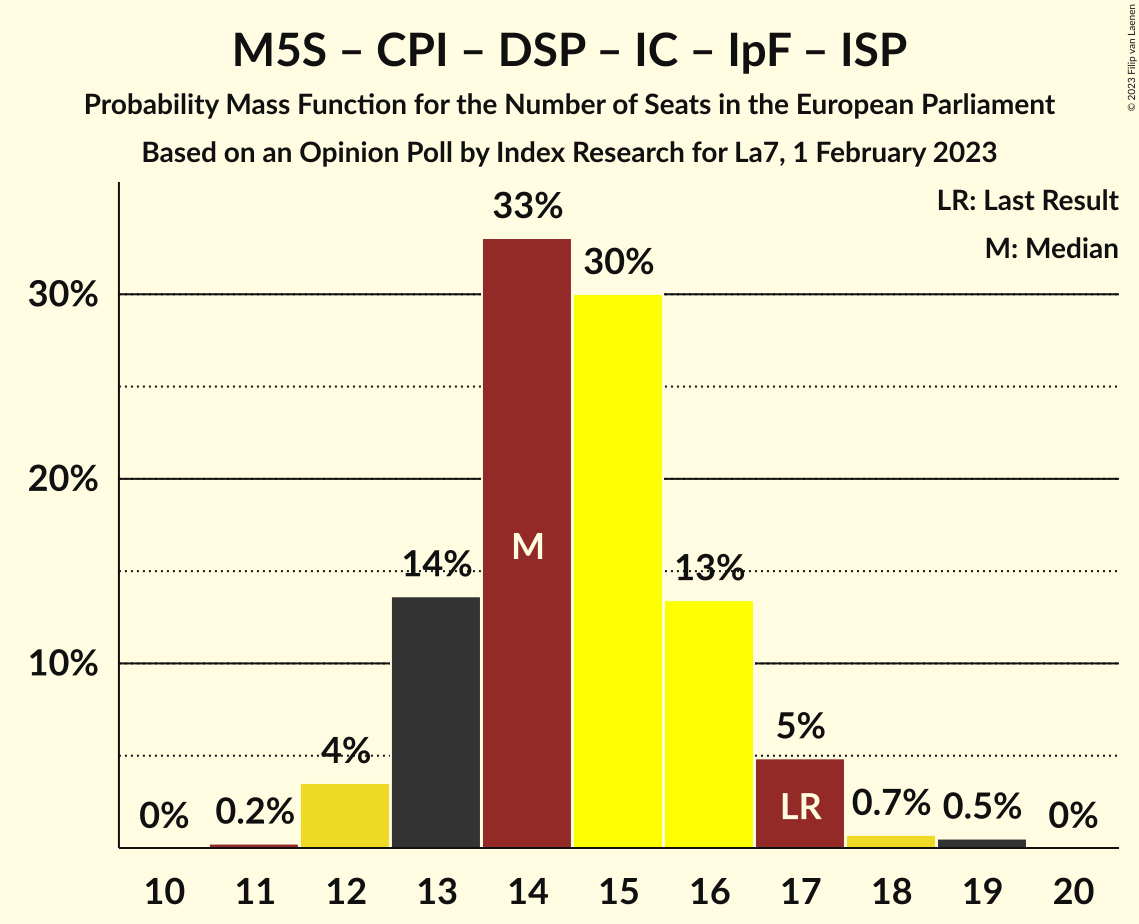 M5S – CPI – DSP – IC – IpF – ISP
Probability Mass Function for the Number of Seats in the European Parliament
Based on an Opinion Poll by Index Research for La7, 1 February 2023
© 2023 Filip van Laenen
LR: Last Result
M: Median
30%
20%
10%
0%
0.2%
4%
14%
33%
30%
13%
5%
0.7%
0.5%
0%
M
LR
10 11 12 13 14 15 16 17 18 19 20